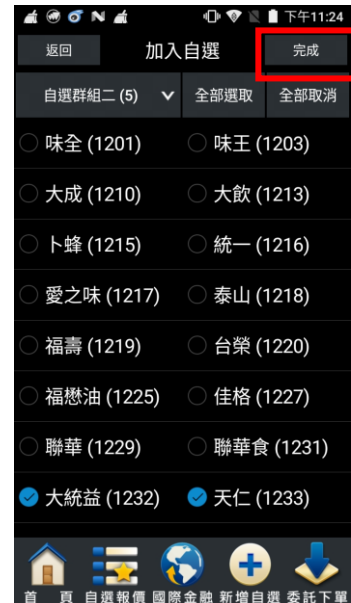 下午11:24
返回 加入自選 完成
自選群組二 (5) 全部選取 全部取消
味全 (1201) 味王 (1203)
大成 (1210) 大飲 (1213)
卜蜂 (1215) 統一 (1216)
愛之味 (1217) 泰山 (1218)
福壽 (1219) 台榮 (1220)
福懋油 (1225) 佳格 (1227)
聯華 (1229) 聯華食 (1231)
大統益 (1232) 天仁 (1233)
首 頁 自選報價 國際金融 新增自選 委託下單